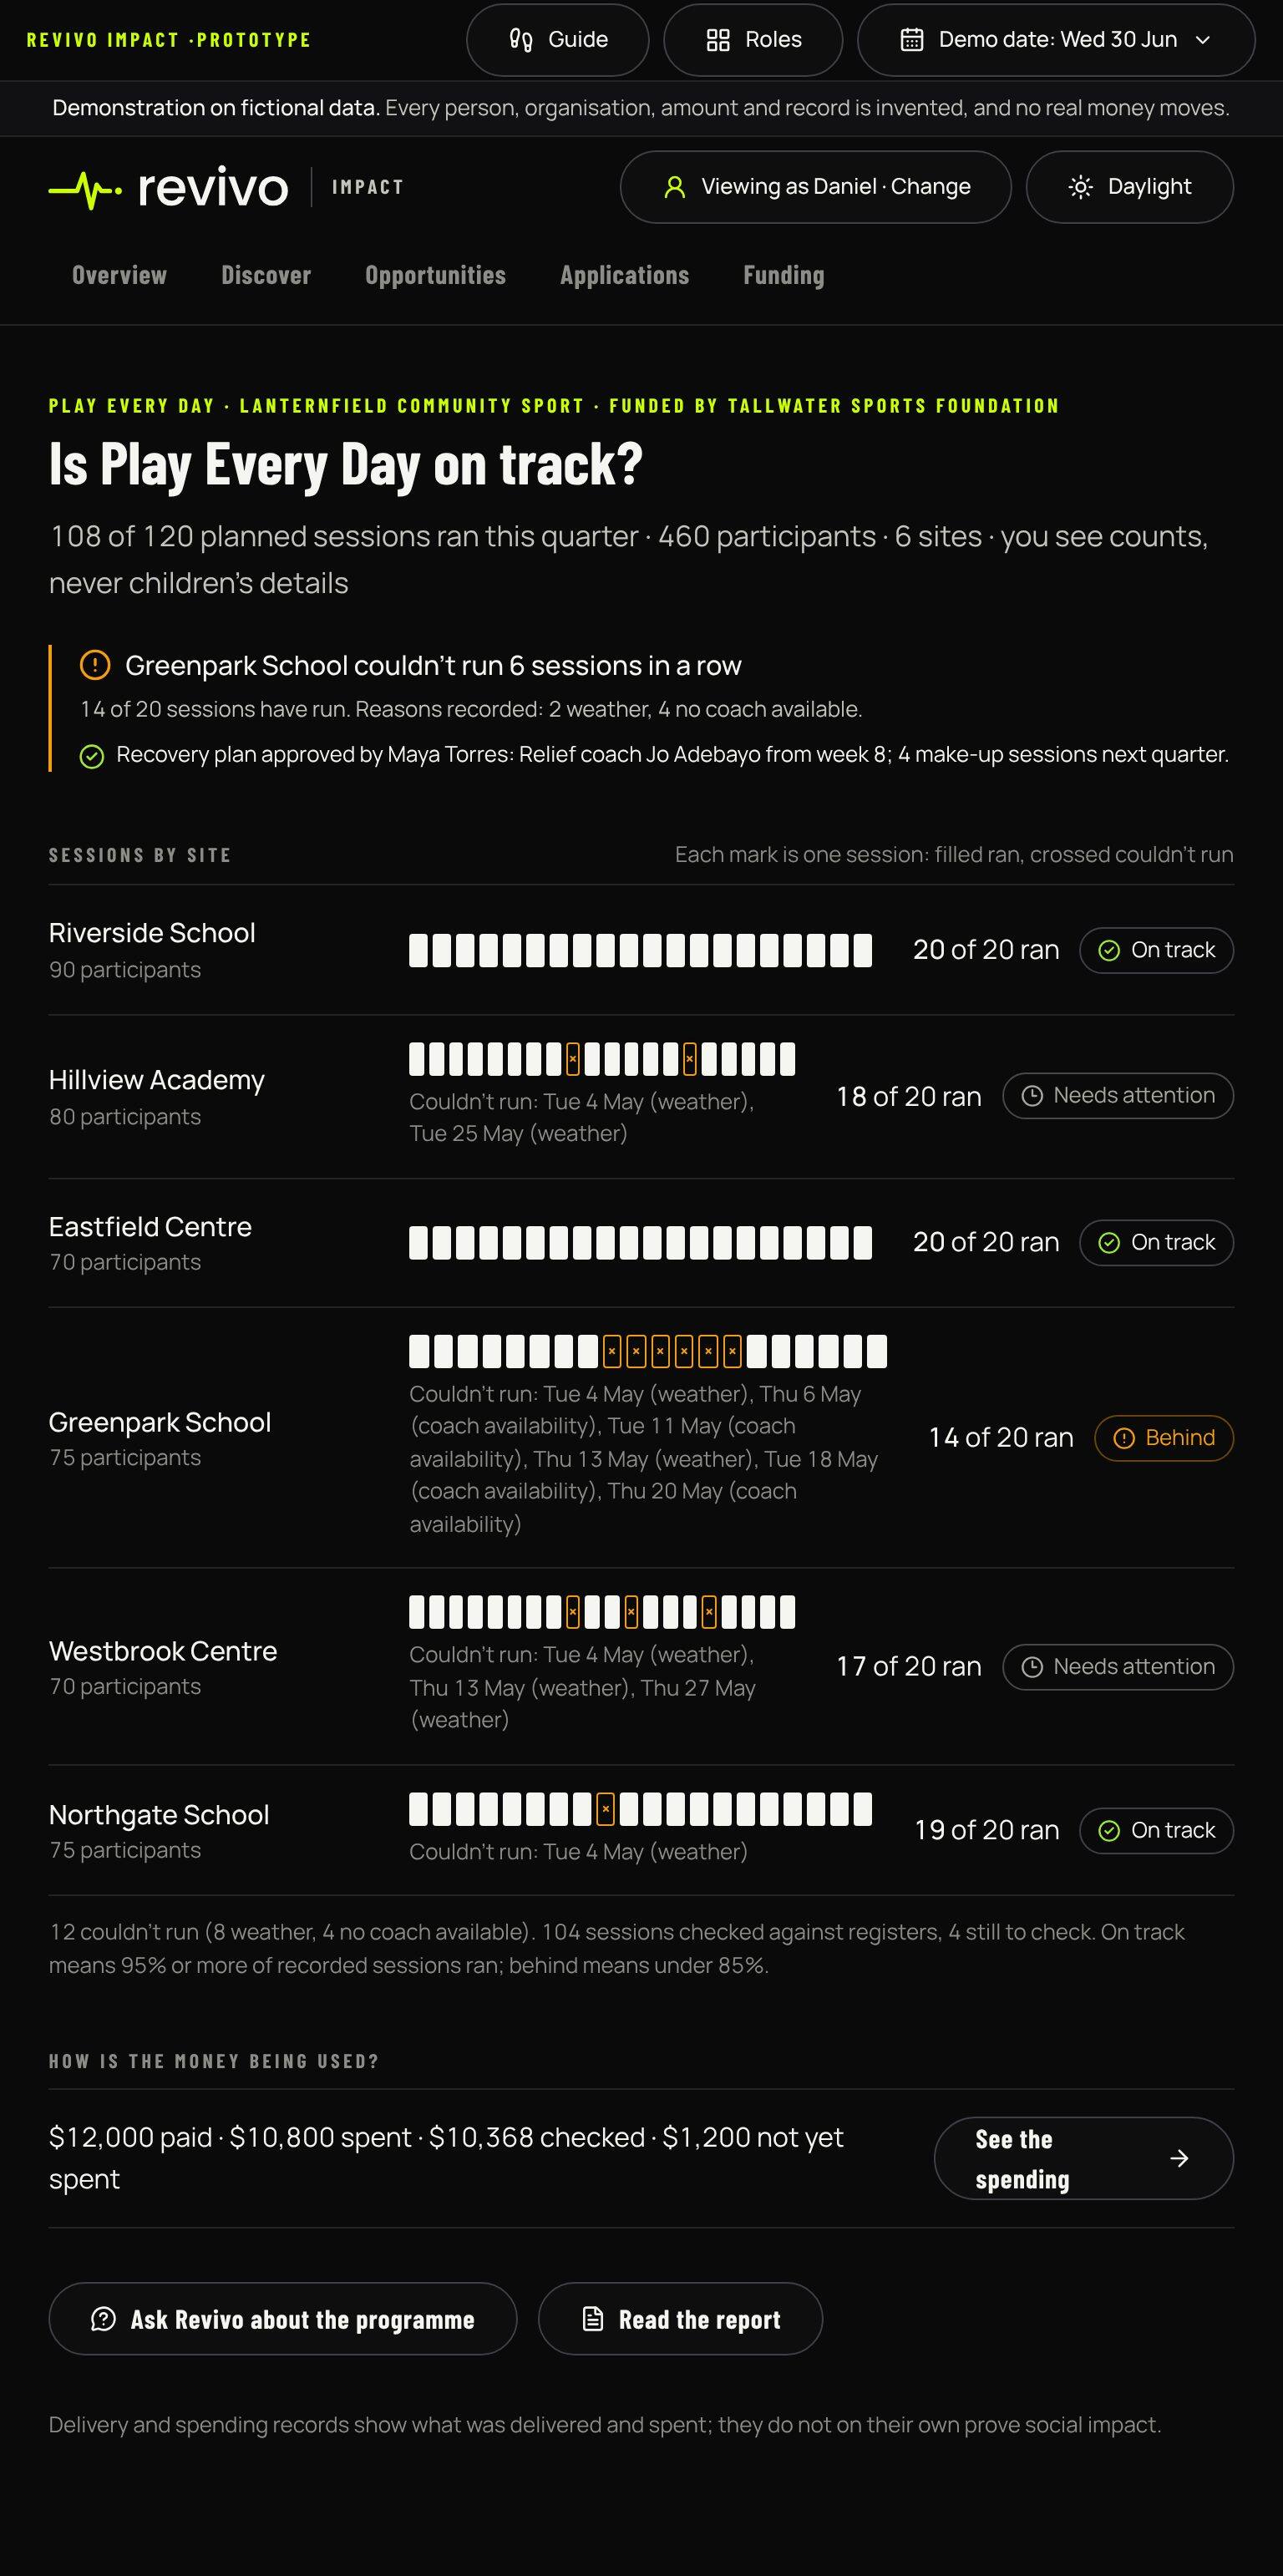 REVIVO IMPACT ·PROTOTYPE
Guide
Roles
Demo date: Wed 30 Jun
Demonstration on fictional data. Every person, organisation, amount and record is invented, and no real money moves.
revivo
IMPACT
Viewing as Daniel · Change
Daylight
Overview
Discover
Opportunities
Applications
Funding
PLAY EVERY DAY · LANTERNFIELD COMMUNITY SPORT · FUNDED BY TALLWATER SPORTS FOUNDATION
Is Play Every Day on track?
108 of 120 planned sessions ran this quarter · 460 participants · 6 sites · you see counts,
never children’s details
Greenpark School couldn’t run 6 sessions in a row
14 of 20 sessions have run. Reasons recorded: 2 weather, 4 no coach available.
Recovery plan approved by Maya Torres: Relief coach Jo Adebayo from week 8; 4 make-up sessions next quarter.
SESSIONS BY SITE
Each mark is one session: filled ran, crossed couldn’t run
Riverside School
90 participants
20 of 20 ran
On track
Hillview Academy
80 participants
Couldn’t run: Tue 4 May (weather),
Tue 25 May (weather)
18 of 20 ran
Needs attention
Eastfield Centre
70 participants
20 of 20 ran
On track
Greenpark School
75 participants
Couldn’t run: Tue 4 May (weather), Thu 6 May
(coach availability), Tue 11 May (coach
availability), Thu 13 May (weather), Tue 18 May
(coach availability), Thu 20 May (coach
availability)
14 of 20 ran
Behind
Westbrook Centre
70 participants
Couldn’t run: Tue 4 May (weather),
Thu 13 May (weather), Thu 27 May
(weather)
17 of 20 ran
Needs attention
Northgate School
75 participants
Couldn’t run: Tue 4 May (weather)
19 of 20 ran
On track
12 couldn’t run (8 weather, 4 no coach available). 104 sessions checked against registers, 4 still to check. On track
means 95% or more of recorded sessions ran; behind means under 85%.
HOW IS THE MONEY BEING USED?
$12,000 paid · $10,800 spent · $10,368 checked · $1,200 not yet
spent
See the
spending
Ask Revivo about the programme
Read the report
Delivery and spending records show what was delivered and spent; they do not on their own prove social impact.